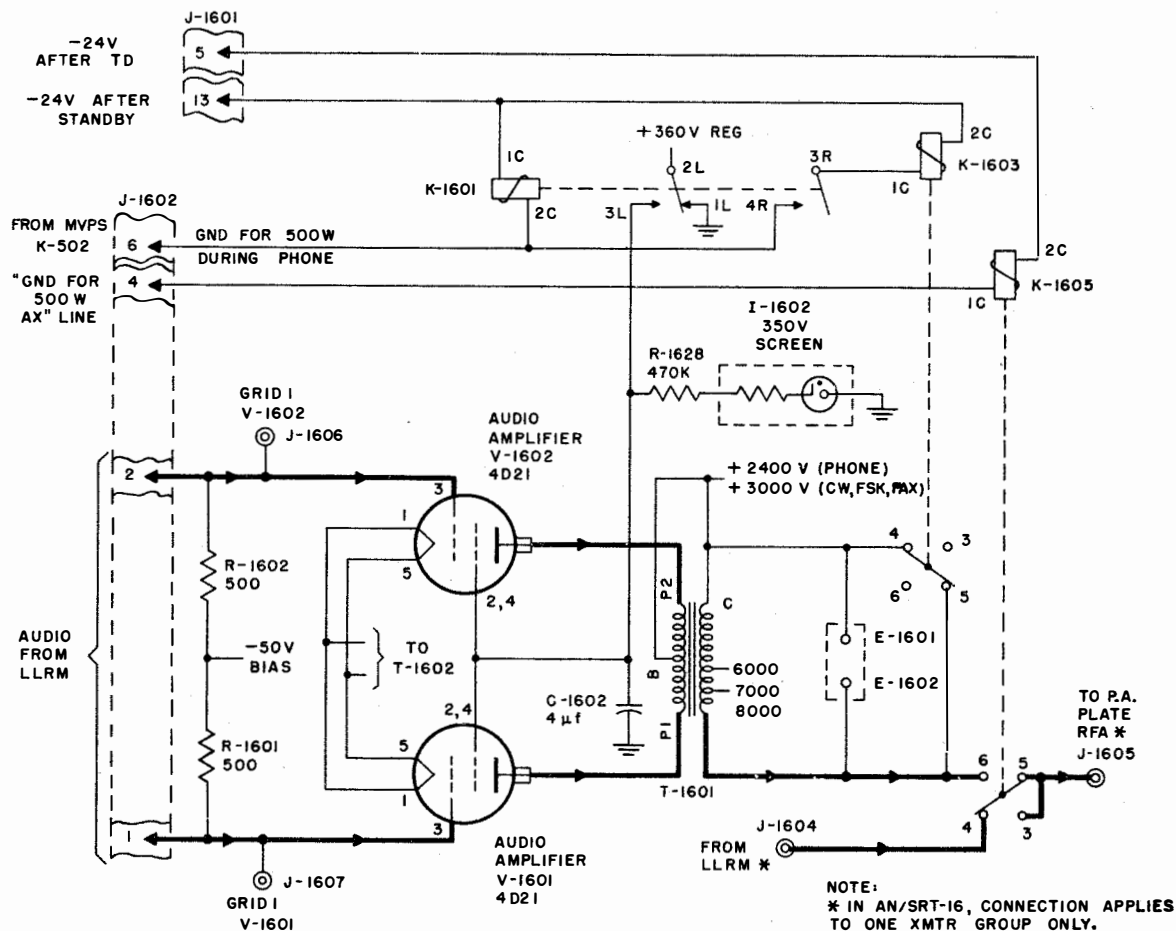 J-1601
-24V
AFTER TD
5
-24V AFTER
STANDBY
13
+360V REG
2C
K-1603
1C
1C
K-1601
2C
2L
3L
1L
3R
4R
J-1602
FROM MVPS
K-502
6
GND FOR 500W
DURING PHONE
2C
K-1605
1C
"GND FOR
500W
AX" LINE
4
I-1602
350V
SCREEN
R-1628
470K
GRID 1
V-1602
J-1606
AUDIO
AMPLIFIER
V-1602
4D21
+2400 V (PHONE)
+3000 V (CW,FSK,FAX)
2
3
1
5
2,4
4
3
6
5
R-1602
500
P2
C
AUDIO
FROM
LLRM
-50V
BIAS
TO
T-1602
B
6000
7000
8000
E-1601
E-1602
C-1602
4 μf
2,4
P1
R-1601
500
5
1
3
T-1601
TO P.A.
PLATE
RFA *
J-1605
6
5
4
3
1
J-1604
FROM
LLRM *
J-1607
GRID 1
V-1601
AUDIO
AMPLIFIER
V-1601
4D21
NOTE:
* IN AN/SRT-16, CONNECTION APPLIES
TO ONE XMTR GROUP ONLY.